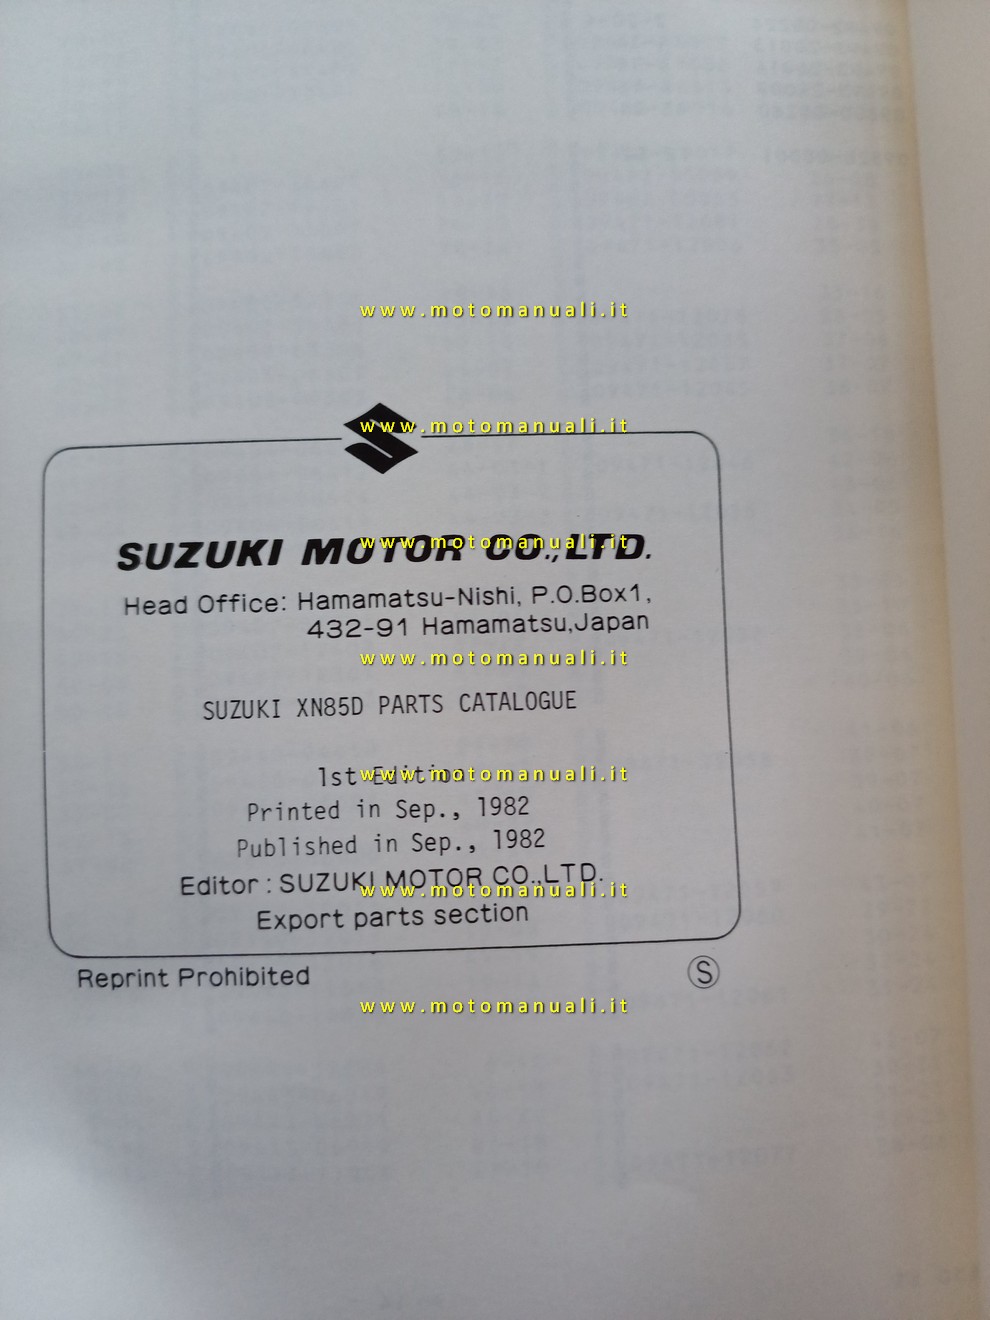 www.motomanuali.it
www.motomanuali.it
SUZUKI MOTOR CO.,LTD.
www.motomanuali.it
Head Office: Hamamatsu-Nishi, P.O.Box1,
432-91 Hamamatsu,Japan
www.motomanuali.it
SUZUKI XN85D PARTS CATALOGUE
1st Edition
www.motomanuali.it
Printed in Sep., 1982
Published in Sep., 1982
Editor : SUZUKI MOTOR CO.,LTD.
www.motomanuali.it
Export parts section
Reprint Prohibited
Ⓢ
www.motomanuali.it